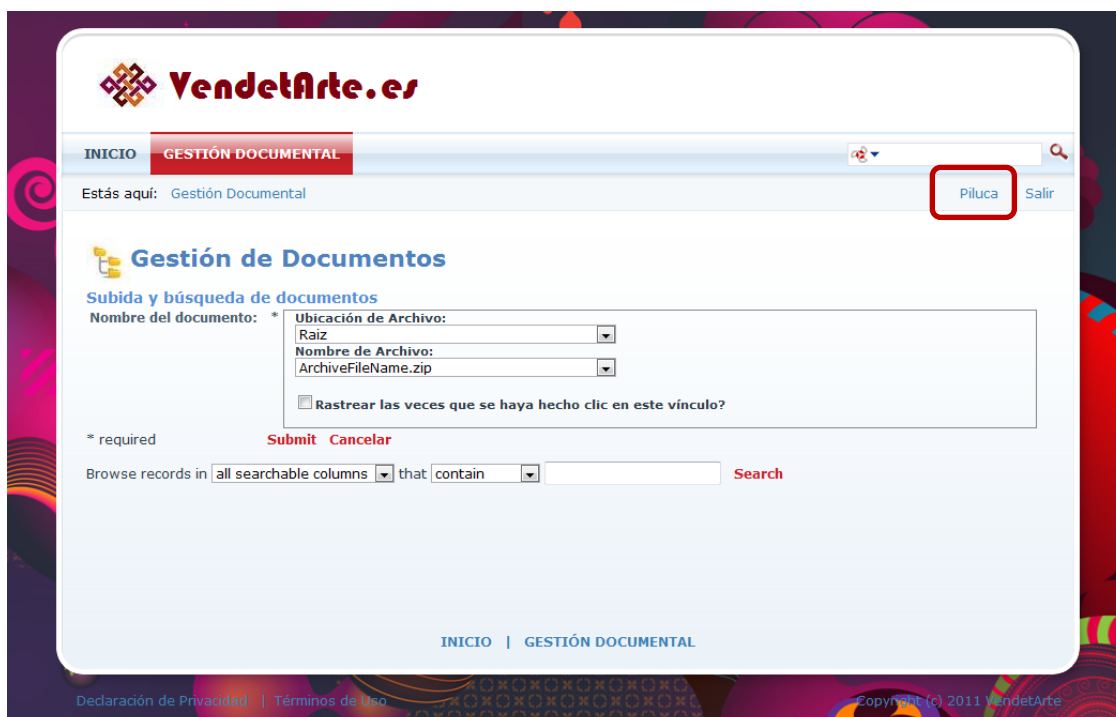 VendetArte.es
INICIO GESTIÓN DOCUMENTAL
Estás aquí: Gestión Documental Piluca Salir
Gestión de Documentos
Subida y búsqueda de documentos
Nombre del documento: * Ubicación de Archivo:
Raiz
Nombre de Archivo:
ArchiveFileName.zip
Rastrear las veces que se haya hecho clic en este vínculo?
* required Submit Cancelar
Browse records in all searchable columns that contain Search
INICIO | GESTIÓN DOCUMENTAL
Declaración de Privacidad | Términos de Uso Copyright (c) 2011 VendetArte